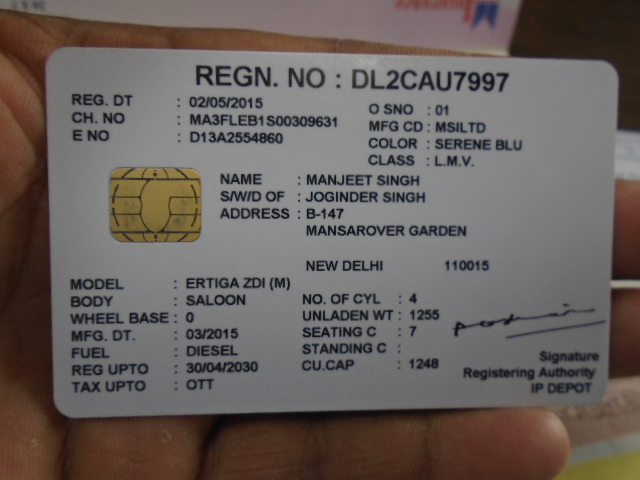 REGN. NO : DL2CAU7997
REG. DT : 02/05/2015
CH. NO : MA3FLEB1S00309631
E NO : D13A2554860
O SNO : 01
MFG CD : MSILTD
COLOR : SERENE BLU
CLASS : L.M.V.
NAME : MANJEET SINGH
S/W/D OF : JOGINDER SINGH
ADDRESS : B-147
MANSAROVER GARDEN
NEW DELHI 110015
MODEL : ERTIGA ZDI (M)
BODY : SALOON
WHEEL BASE : 0
MFG. DT. : 03/2015
FUEL : DIESEL
REG UPTO : 30/04/2030
TAX UPTO : OTT
NO. OF CYL : 4
UNLADEN WT : 1255
SEATING C : 7
STANDING C :
CU.CAP : 1248
Signature
Registering Authority
IP DEPOT